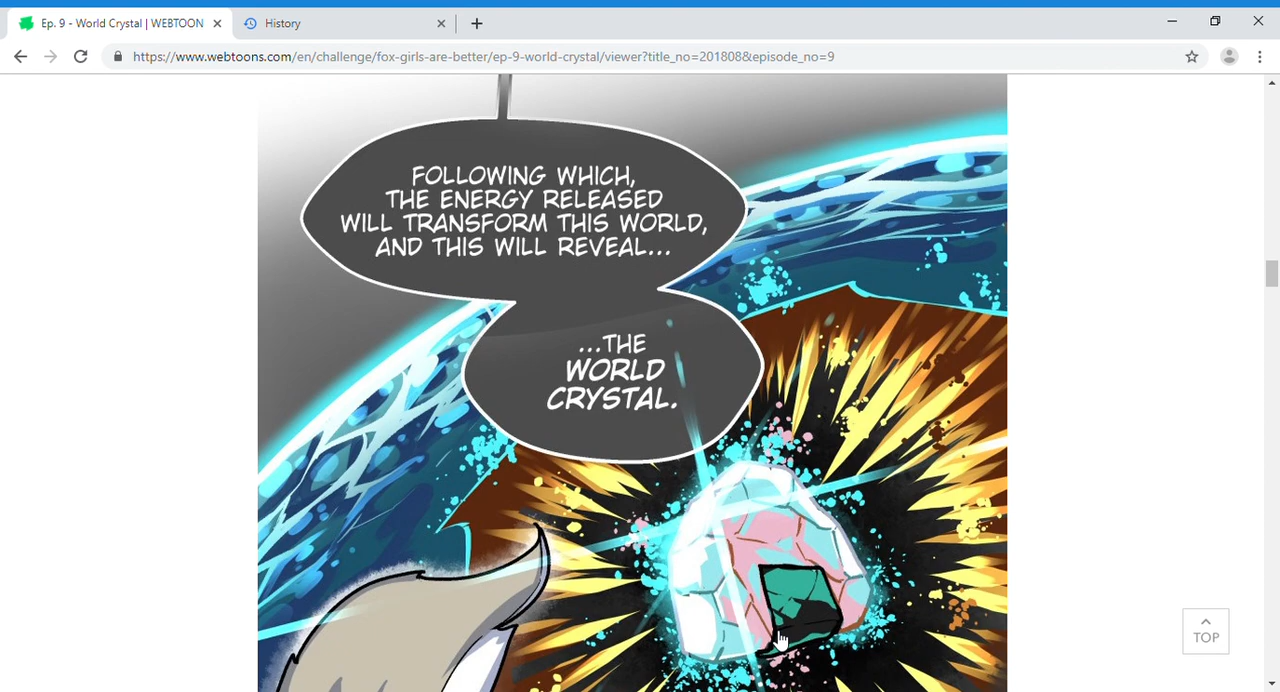 Ep. 9 - World Crystal | WEBTOON
History
https://www.webtoons.com/en/challenge/fox-girls-are-better/ep-9-world-crystal/viewer?title_no=201808&episode_no=9
FOLLOWING WHICH,
THE ENERGY RELEASED
WILL TRANSFORM THIS WORLD,
AND THIS WILL REVEAL...
...THE
WORLD
CRYSTAL.
TOP